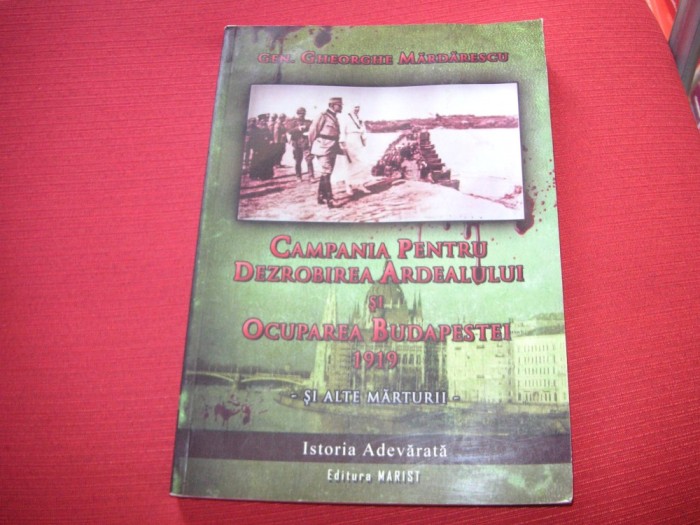 GEN. GHEORGHE MĂRDĂRESCU
CAMPANIA PENTRU
DEZROBIREA ARDEALULUI
ȘI
OCUPAREA BUDAPESTEI
1919
- ȘI ALTE MĂRTURII -
Istoria Adevărată
Editura MARIST